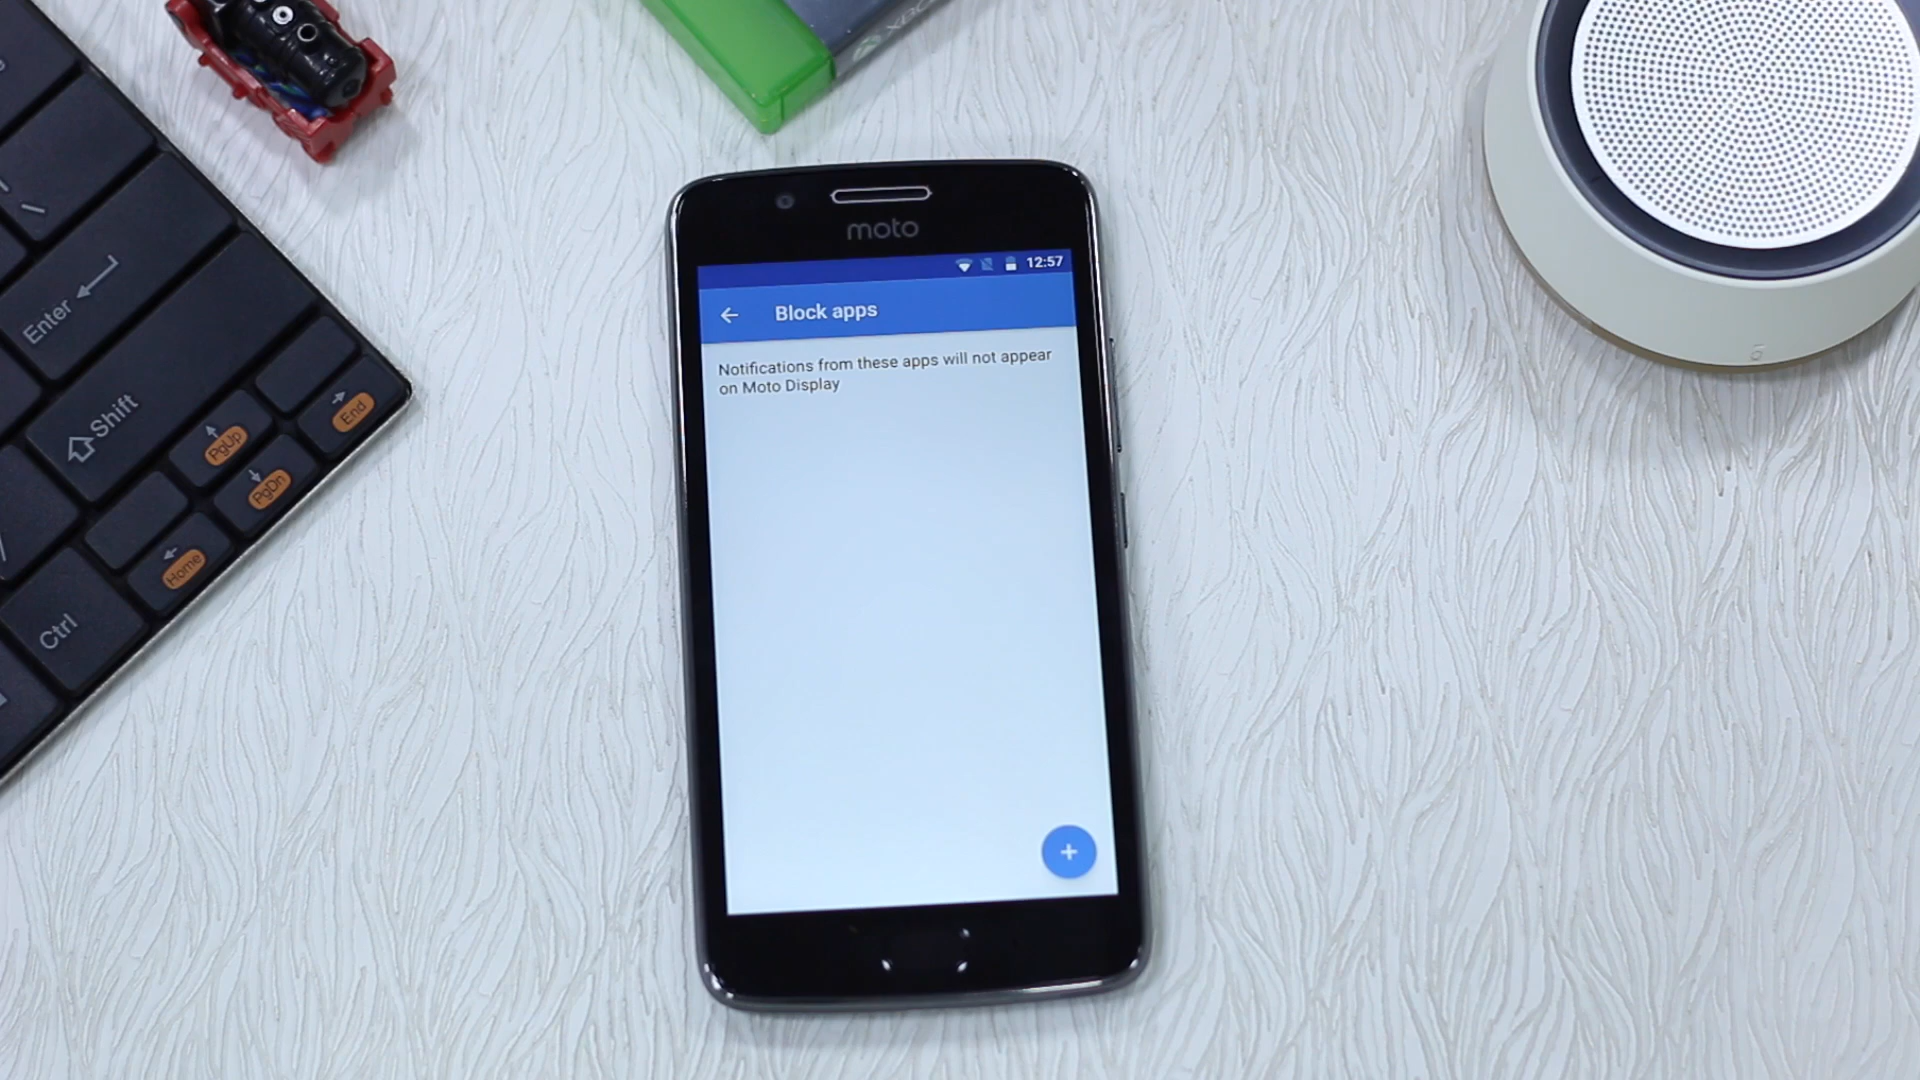 XBOX
moto
12:57
Block apps
Notifications from these apps will not appear
on Moto Display
+
Enter
Shift
PgUp
End
PgDn
Home
Ctrl